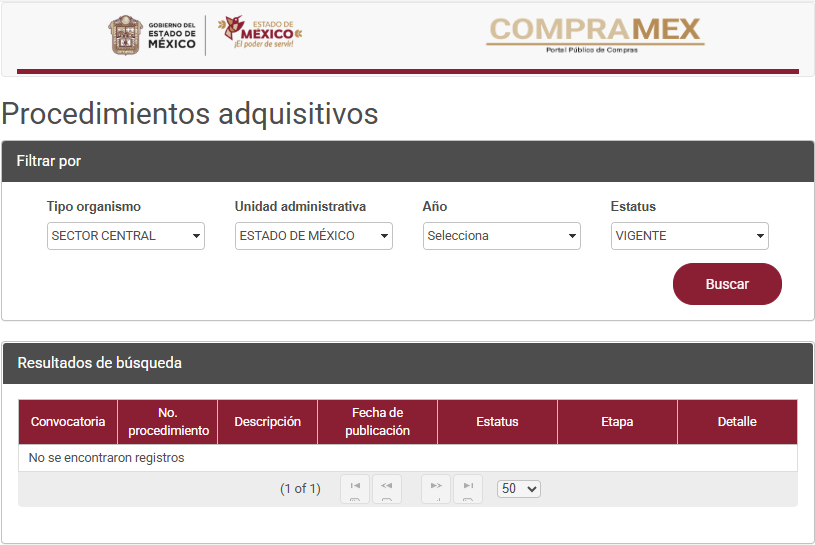 GOBIERNO DEL
ESTADO DE
MÉXICO
ESTADO DE
MÉXICO
¡El poder de servir!
COMPRAMEX
Portal Público de Compras
Procedimientos adquisitivos
Filtrar por
Tipo organismo Unidad administrativa Año Estatus
SECTOR CENTRAL ESTADO DE MÉXICO Selecciona VIGENTE
Buscar
Resultados de búsqueda
Convocatoria No. procedimiento Descripción Fecha de publicación Estatus Etapa Detalle
No se encontraron registros
(1 of 1) 50